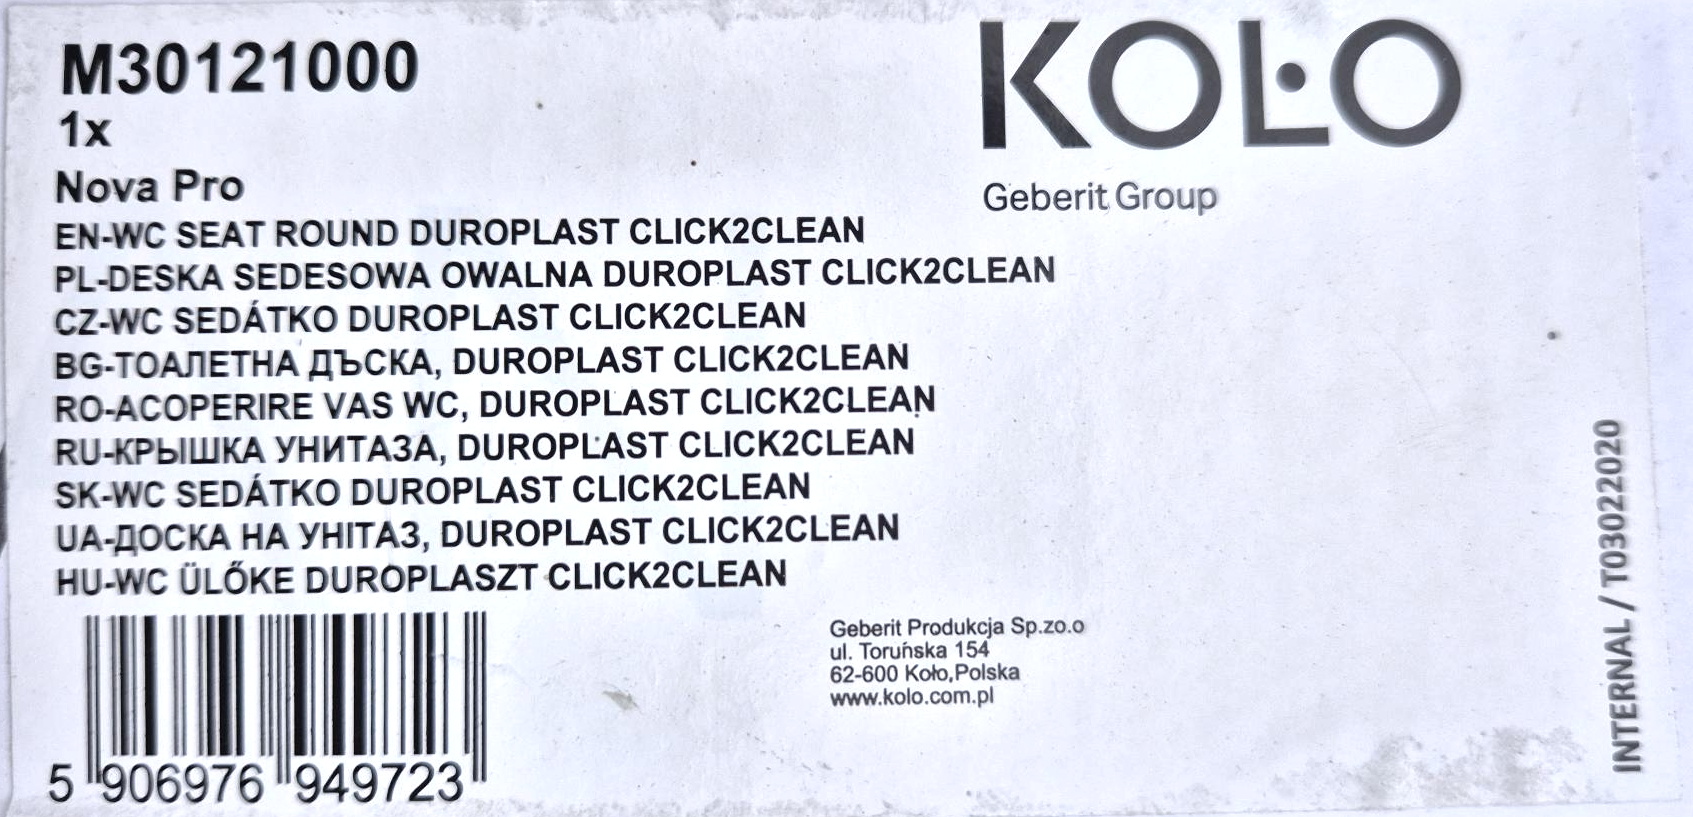 M30121000
1x
Nova Pro
EN-WC SEAT ROUND DUROPLAST CLICK2CLEAN
PL-DESKA SEDESOWA OWALNA DUROPLAST CLICK2CLEAN
CZ-WC SEDÁTKO DUROPLAST CLICK2CLEAN
BG-ТОАЛЕТНА ДЪСКА, DUROPLAST CLICK2CLEAN
RO-ACOPERIRE VAS WC, DUROPLAST CLICK2CLEAN
RU-КРЫШКА УНИТАЗА, DUROPLAST CLICK2CLEAN
SK-WC SEDÁTKO DUROPLAST CLICK2CLEAN
UA-ДОСКА НА УНІТАЗ, DUROPLAST CLICK2CLEAN
HU-WC ÜLŐKE DUROPLASZT CLICK2CLEAN
5 906976 949723
KOŁO
Geberit Group
Geberit Produkcja Sp.zo.o
ul. Toruńska 154
62-600 Koło,Polska
www.kolo.com.pl
INTERNAL / T03022020